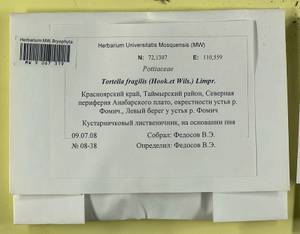 Herbarium MW, Bryophyta
Herbarium Universitatis Mosquensis (MW)
N: 72,1307 E: 110,559
Pottiaceae
Tortella fragilis (Hook.et Wils.) Limpr.
Красноярский край, Таймырский район, Северная
периферия Анабарского плато, окрестности устья р.
Фомич., Левый берег у устья р. Фомич
Кустарничковый лиственничник, на основании пня
09.07.08 Собрал: Федосов В.Э.
№ 08-38 Определил: Федосов В.Э.